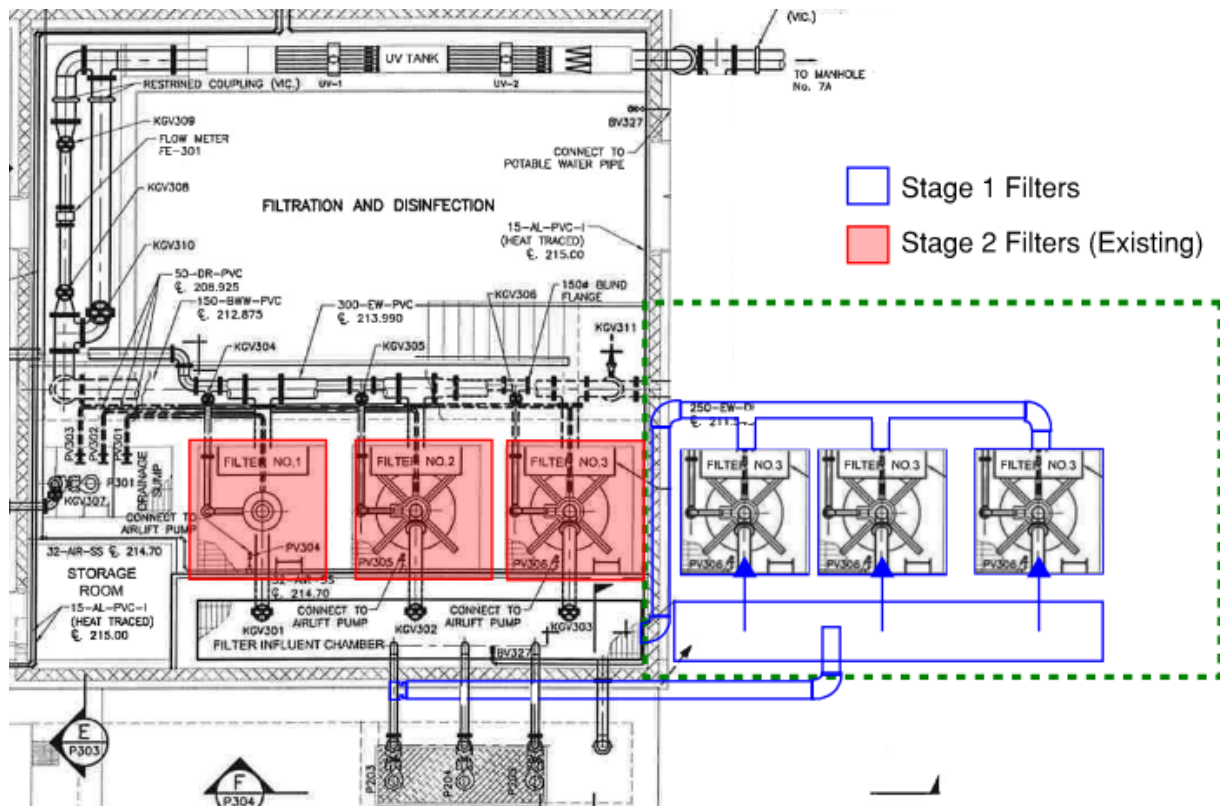 (VIC.)
UV TANK
UV-1
UV-2
TO MANHOLE
No. 7A
RESTRINED COUPLING (VIC.)
KGV309
FLOW METER
FE-301
BV327
CONNECT TO
POTABLE WATER PIPE
KGV308
Stage 1 Filters
FILTRATION AND DISINFECTION
15-AL-PVC-I
(HEAT TRACED)
℄. 215.00
Stage 2 Filters (Existing)
KGV310
50-DR-PVC
℄. 208.925
150-BWW-PVC
℄. 212.875
300-EW-PVC
℄. 213.990
KGV306
150# BLIND
FLANGE
KGV311
KGV304
KGV305
250-EW-DI
PV303
PV302
PV301
FILTER NO.1
FILTER NO.2
FILTER NO.3
FILTER NO.3
FILTER NO.3
FILTER NO.3
P301
KGV307
DRAINAGE
SUMP
CONNECT TO
AIRLIFT PUMP
PV304
PV305
PV306
PV306
PV306
PV306
32-AIR-SS ℄. 214.70
STORAGE
ROOM
15-AL-PVC-I
(HEAT TRACED)
℄. 215.00
32-AIR-SS
℄. 214.70
CONNECT TO
AIRLIFT PUMP
CONNECT TO
AIRLIFT PUMP
KGV301
KGV302
KGV303
FILTER INFLUENT CHAMBER
BV327
E
P303
F
P304
P203
P204